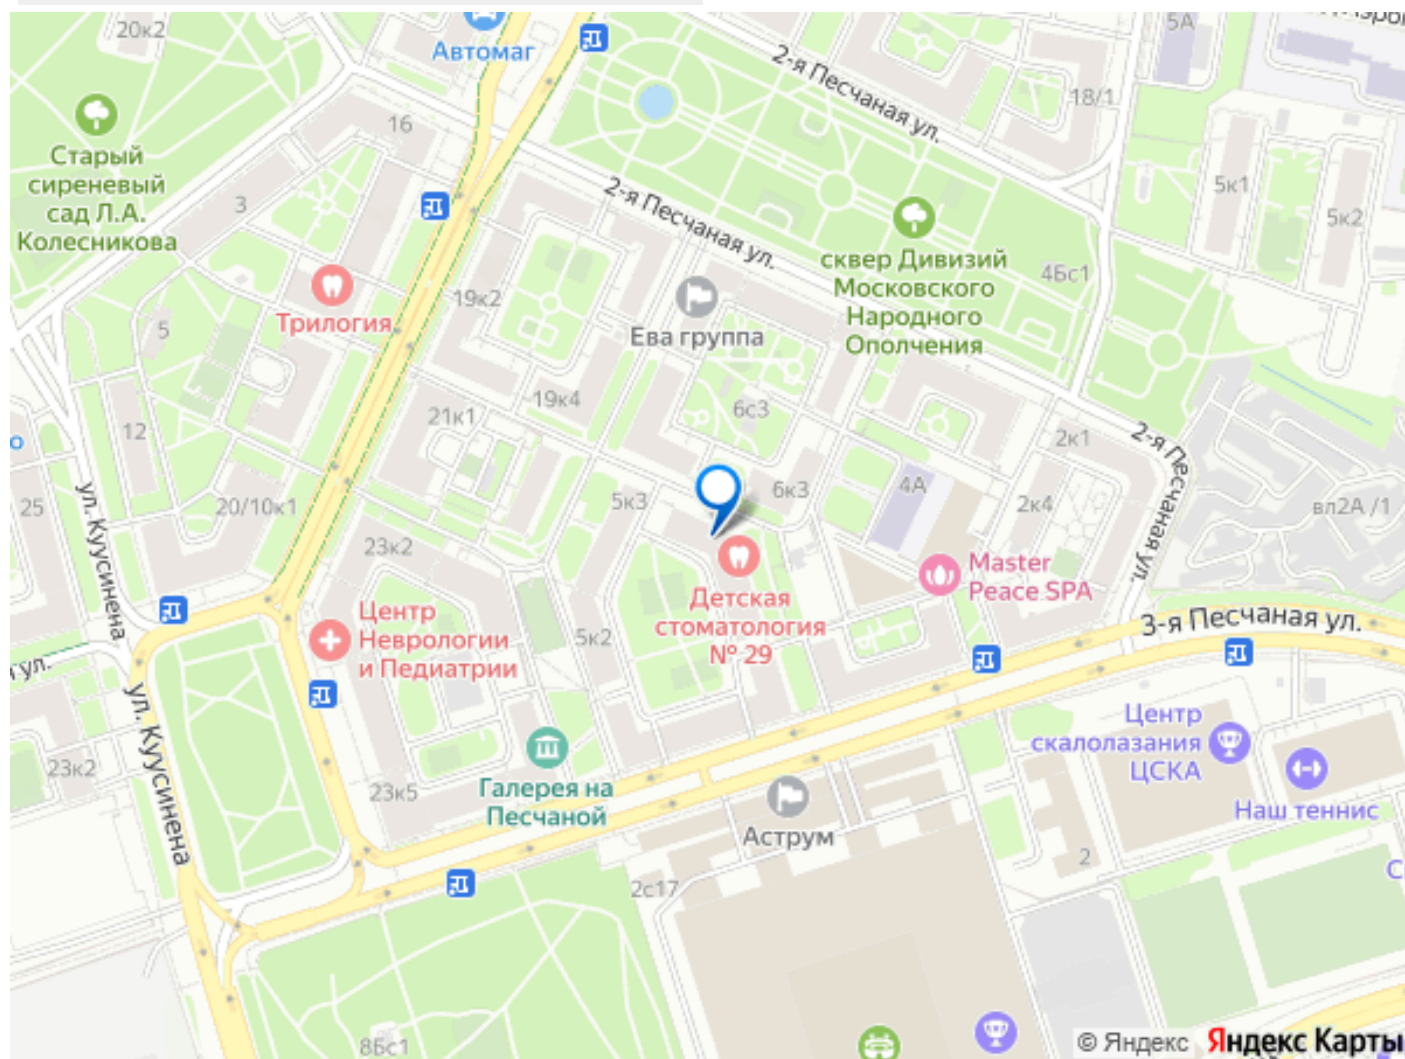 20к2
Автомаг
5А
2-я Песчаная ул.
18/1
16
Старый
сиреневый
сад Л.А.
Колесникова
3
5к1
5к2
2-я Песчаная ул.
сквер Дивизий
Московского
Народного
Ополчения
4Бс1
19к2
Трилогия
Ева группа
5
19к4
6с3
21к1
12
2к1
2-я Песчаная ул.
25
ул. Куусинена
20/10к1
5к3
6к3
4А
2к4
вл2А /1
23к2
Master
Peace SPA
Детская
стоматология
№ 29
Центр
Неврологии
и Педиатрии
5к2
3-я Песчаная ул.
ул.
ул. Куусинена
Центр
скалолазания
ЦСКА
23к2
23к5
Галерея на
Песчаной
Наш теннис
Аструм
2
2с17
8Бс1
© Яндекс Яндекс Карты